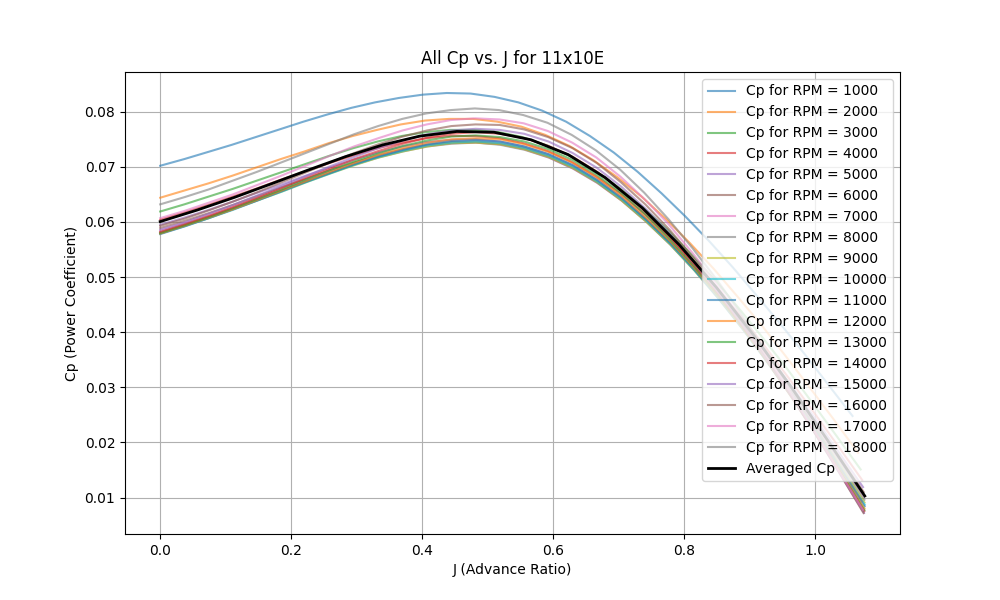 All Cp vs. J for 11x10E
Cp (Power Coefficient)
0.08
0.07
0.06
0.05
0.04
0.03
0.02
0.01
Cp for RPM = 1000
Cp for RPM = 2000
Cp for RPM = 3000
Cp for RPM = 4000
Cp for RPM = 5000
Cp for RPM = 6000
Cp for RPM = 7000
Cp for RPM = 8000
Cp for RPM = 9000
Cp for RPM = 10000
Cp for RPM = 11000
Cp for RPM = 12000
Cp for RPM = 13000
Cp for RPM = 14000
Cp for RPM = 15000
Cp for RPM = 16000
Cp for RPM = 17000
Cp for RPM = 18000
Averaged Cp
0.0 0.2 0.4 0.6 0.8 1.0
J (Advance Ratio)